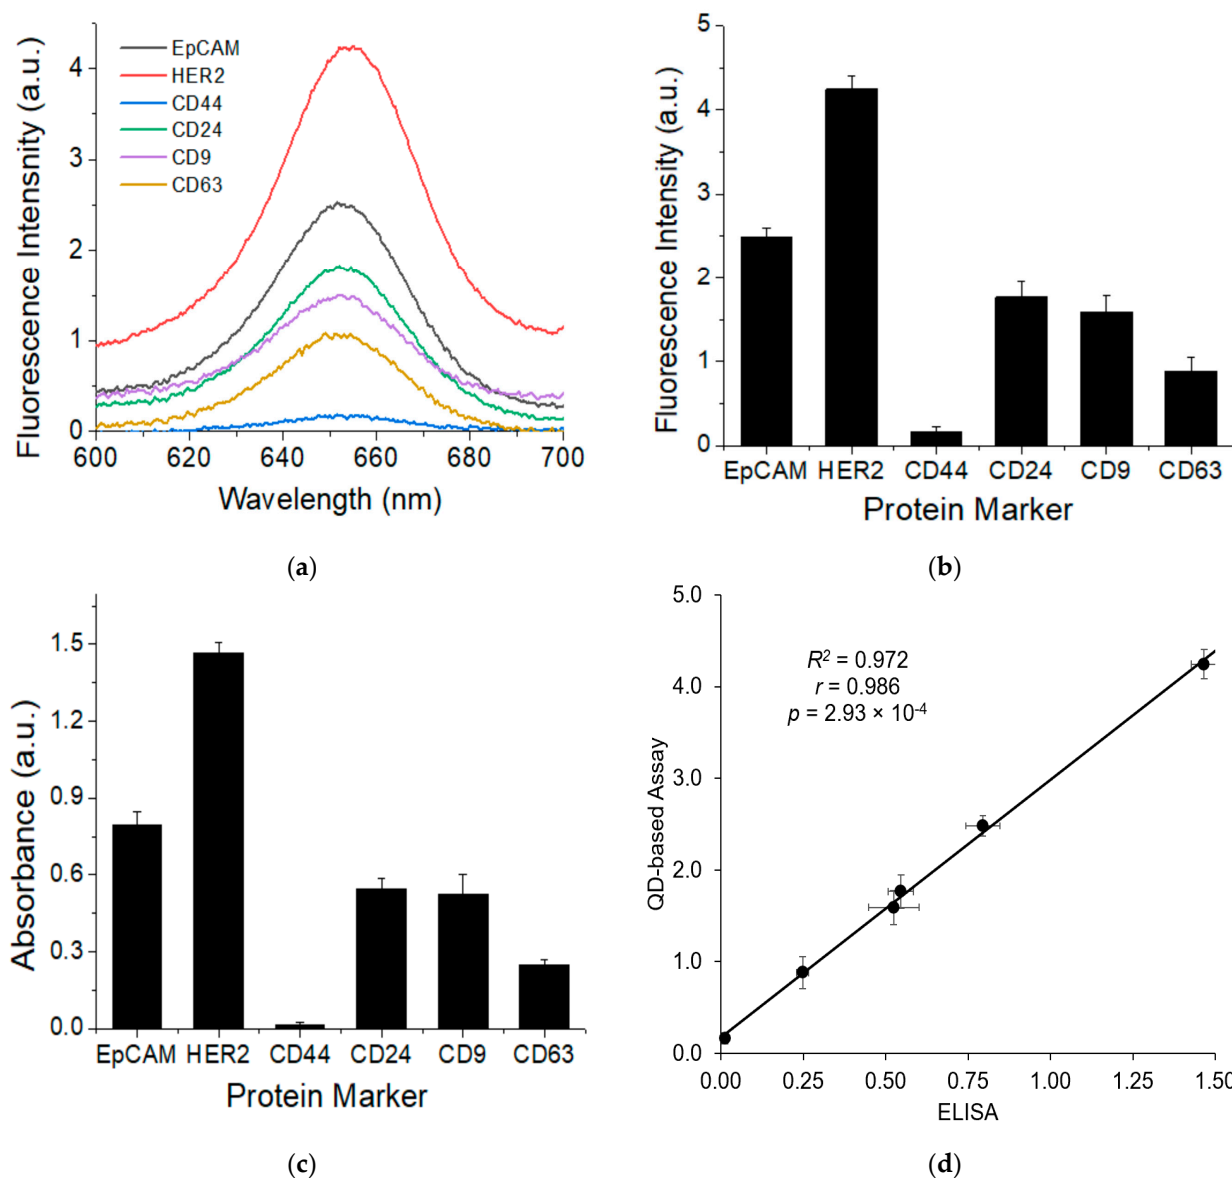 EpCAM
HER2
CD44
CD24
CD9
CD63
Fluorescence Intensnity (a.u.)
4
3
2
1
0
600 620 640 660 680 700
Wavelength (nm)
(a)
Fluorescence Intensity (a.u.)
5
4
3
2
1
0
EpCAM HER2 CD44 CD24 CD9 CD63
Protein Marker
(b)
Absorbance (a.u.)
1.5
1.2
0.9
0.6
0.3
0.0
EpCAM HER2 CD44 CD24 CD9 CD63
Protein Marker
(c)
QD-based Assay
5.0
4.0
3.0
2.0
1.0
0.0
R² = 0.972
r = 0.986
p = 2.93 × 10⁻⁴
0.00 0.25 0.50 0.75 1.00 1.25 1.50
ELISA
(d)